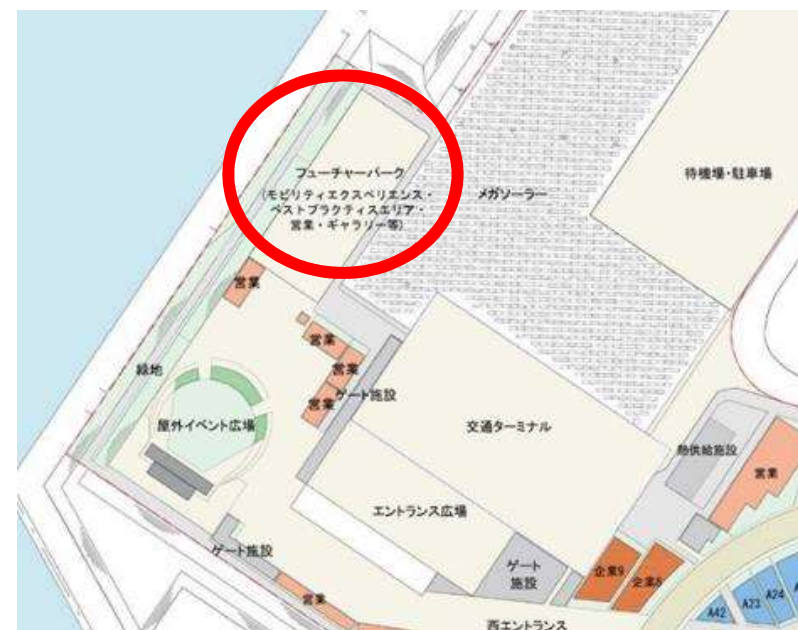 フューチャーパーク
(モビリティエクスペリエンス・
ベストプラクティスエリア・
営業・ギャラリー等)
メガソーラー
待機場・駐車場
営業
営業
営業
営業
ゲート施設
緑地
屋外イベント広場
交通ターミナル
熱供給施設
営業
エントランス広場
ゲート施設
ゲート
施設
企業9
企業8
営業
西エントランス
A42
A23
A24
A